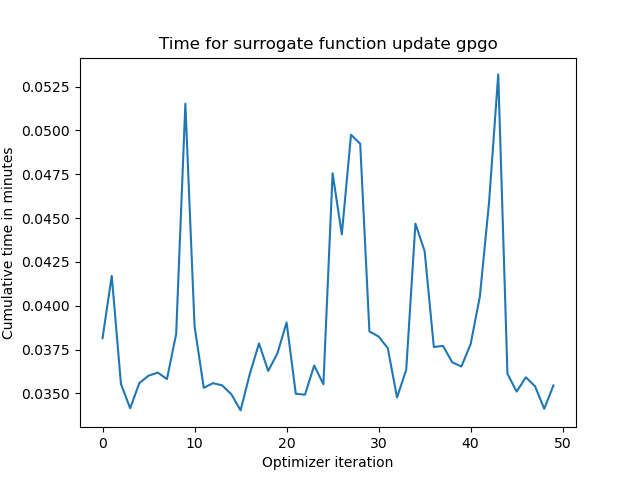 Time for surrogate function update gpgo
0.0525
0.0500
0.0475
0.0450
0.0425
0.0400
0.0375
0.0350
Cumulative time in minutes
0 10 20 30 40 50
Optimizer iteration